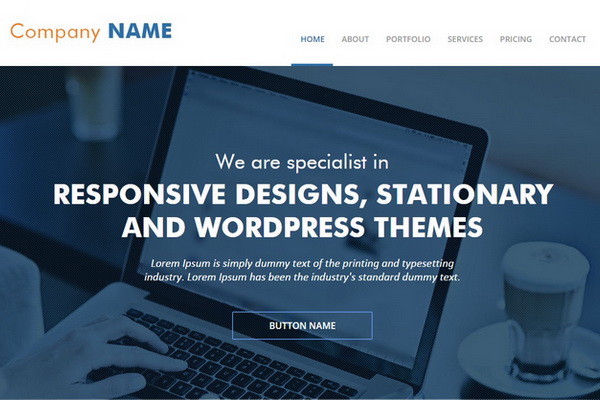 Company NAME
HOME ABOUT PORTFOLIO SERVICES PRICING CONTACT
We are specialist in
RESPONSIVE DESIGNS, STATIONARY
AND WORDPRESS THEMES
Lorem Ipsum is simply dummy text of the printing and typesetting
industry. Lorem Ipsum has been the industry's standard dummy text.
BUTTON NAME